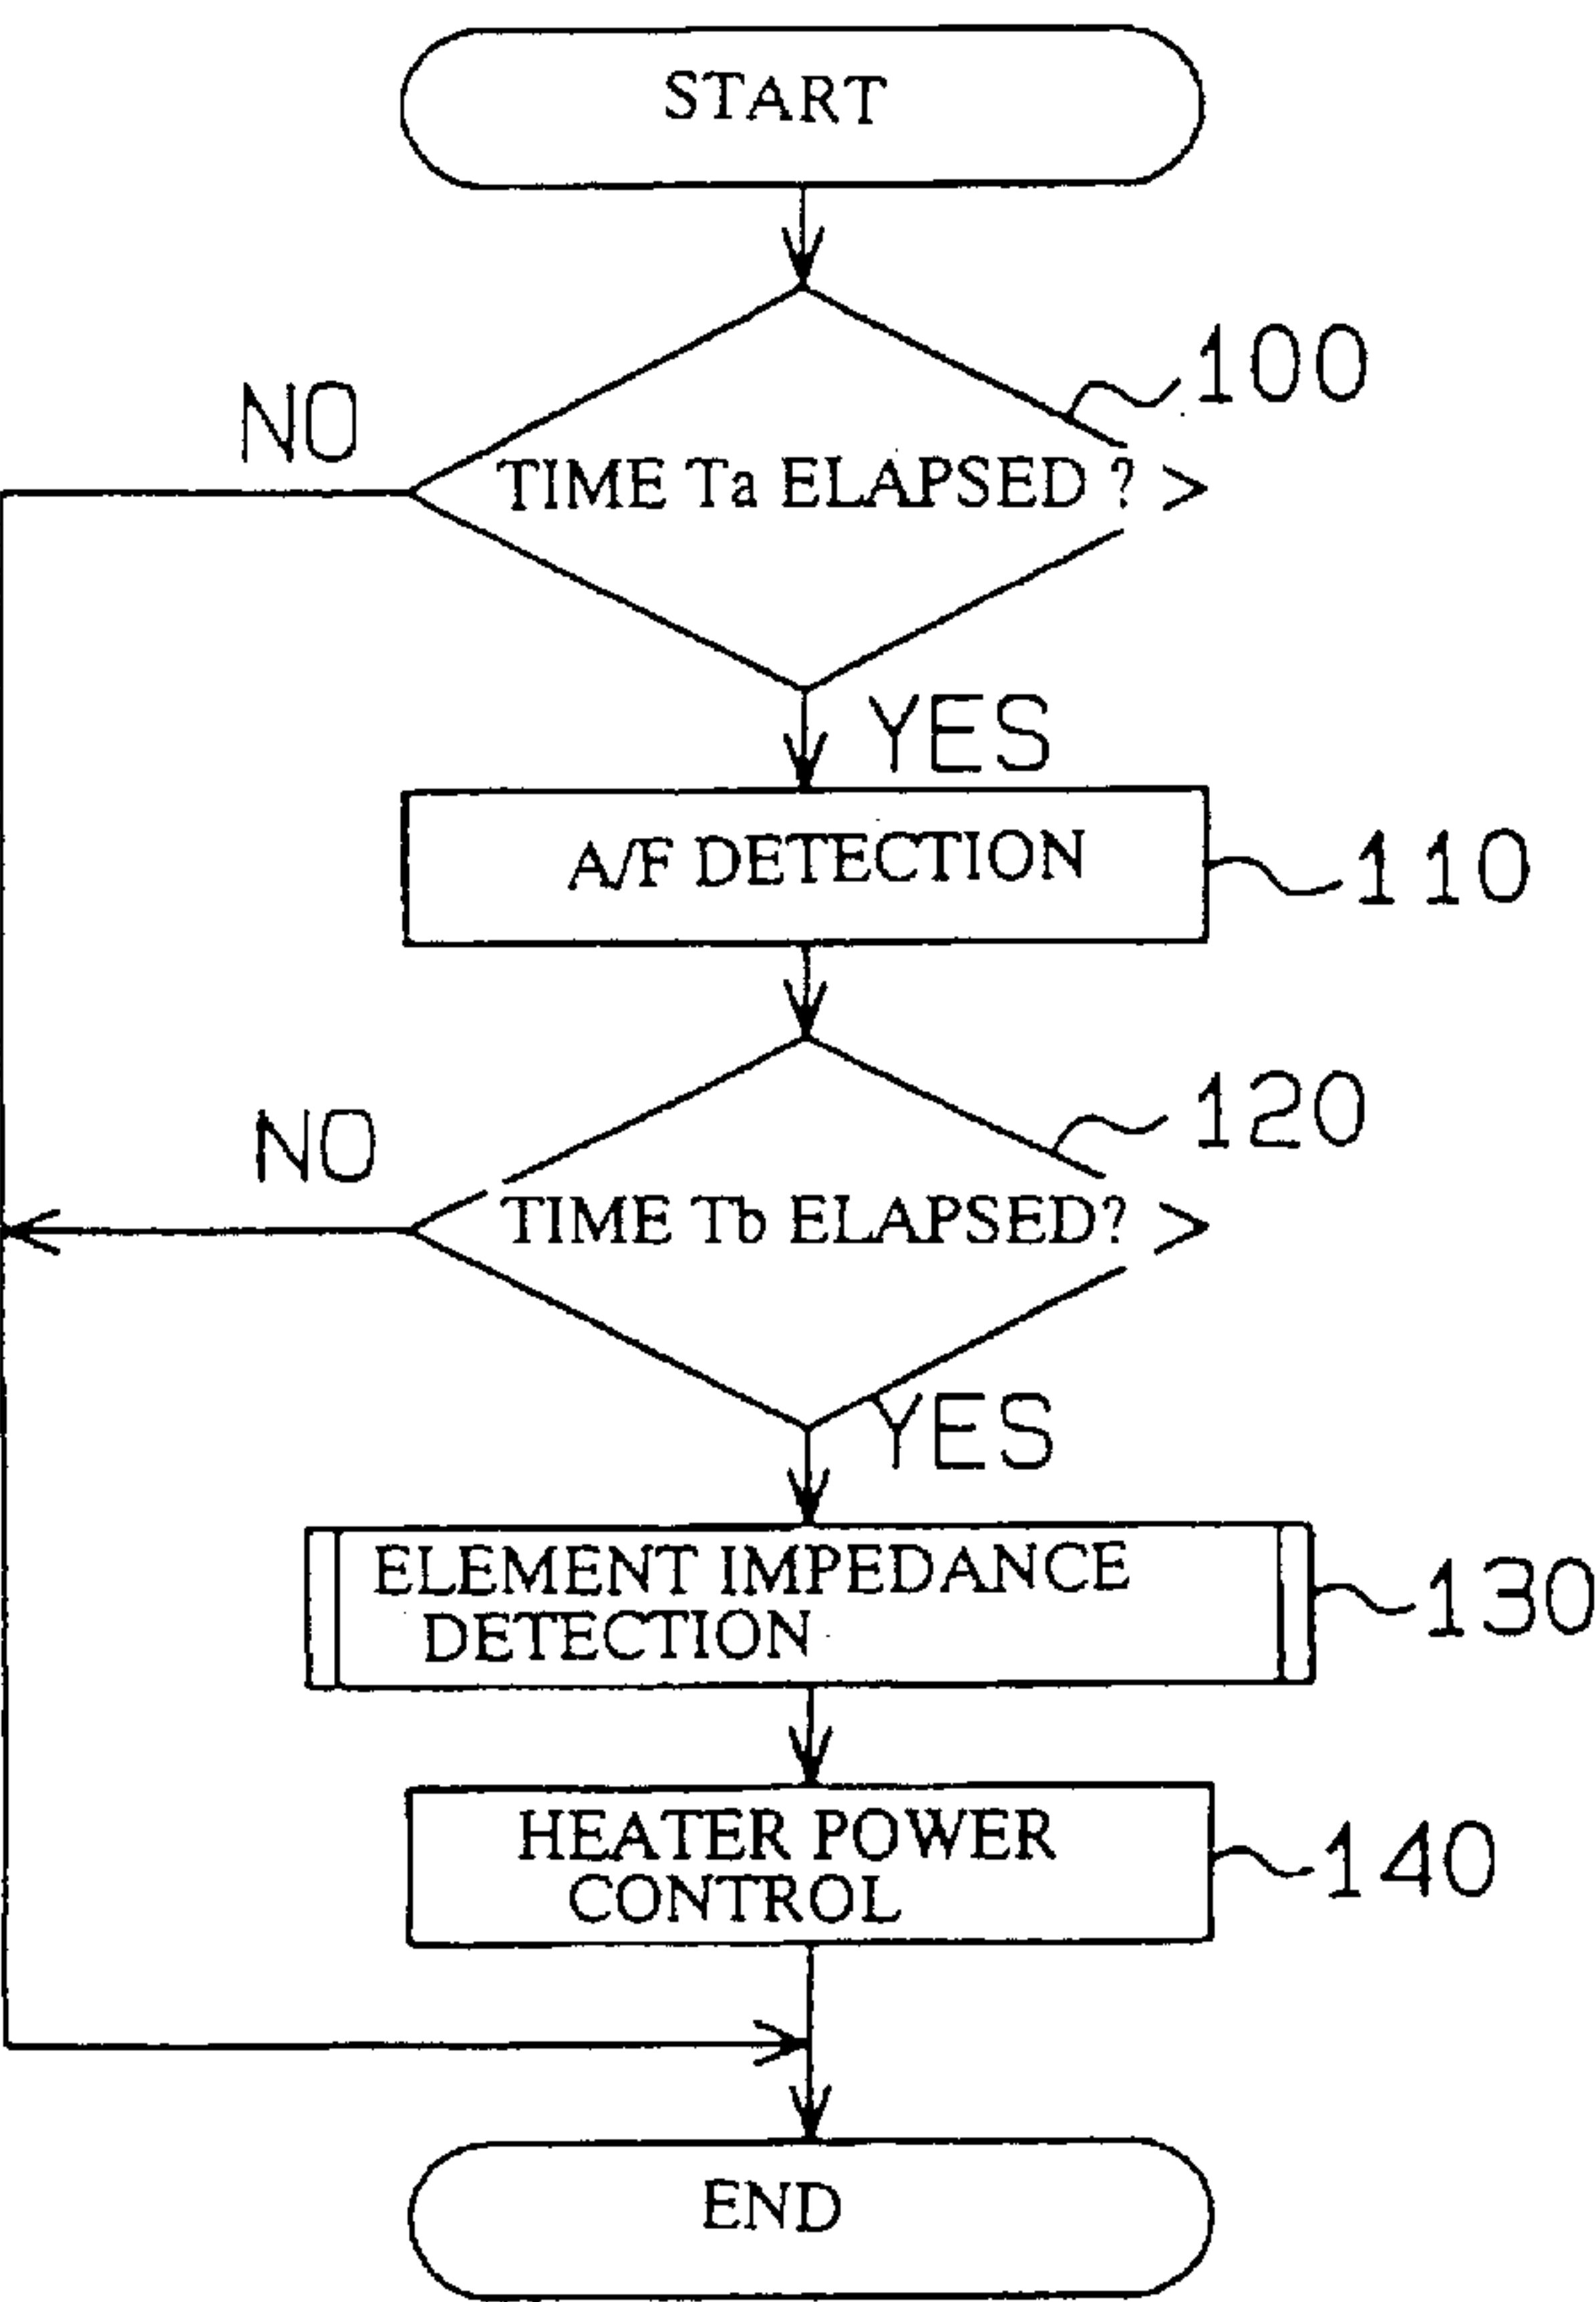 START
100
NO
TIME Ta ELAPSED ?
YES
A/F DETECTION
110
120
NO
TIME Tb ELAPSED?
YES
ELEMENT IMPEDANCE
DETECTION
130
HEATER POWER
CONTROL
140
END